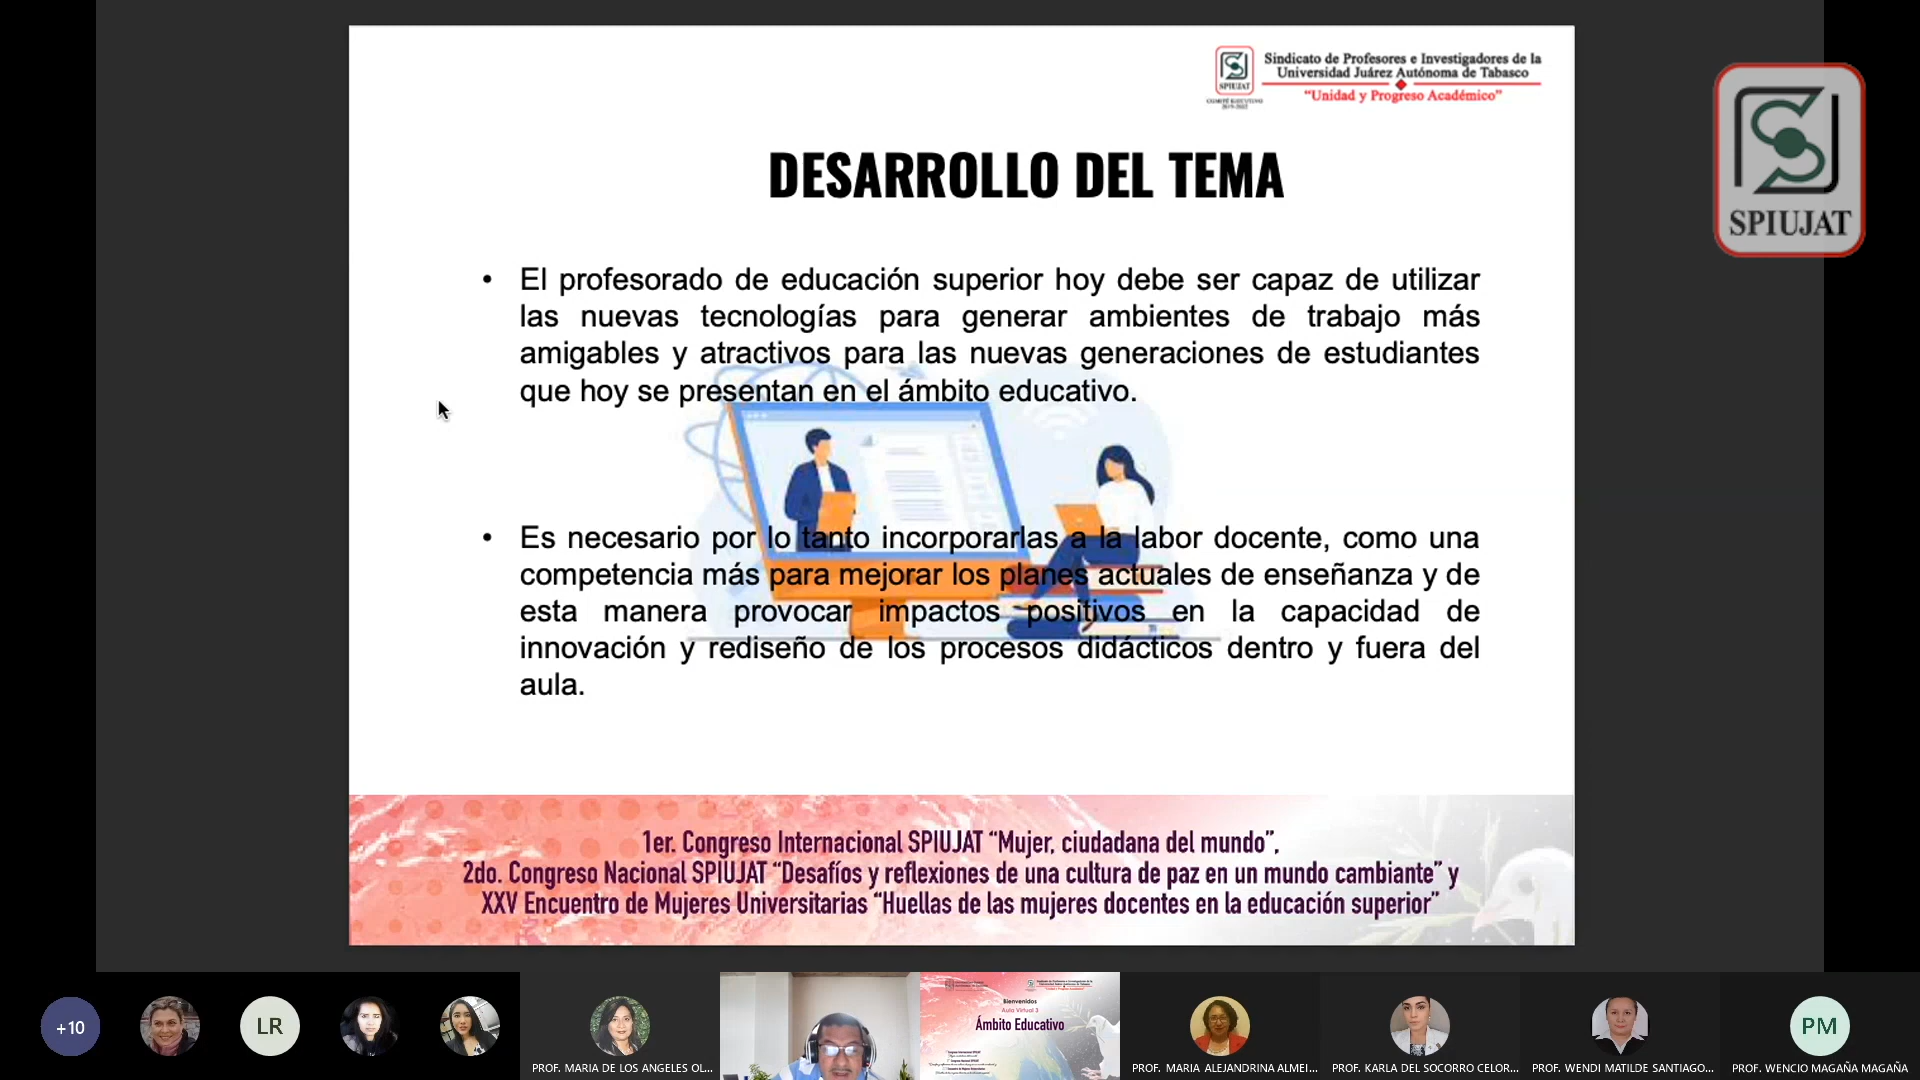 SPIUJAT
COMITÉ EJECUTIVO
2019-2022
Sindicato de Profesores e Investigadores de la
Universidad Juárez Autónoma de Tabasco
“Unidad y Progreso Académico”
SPIUJAT
DESARROLLO DEL TEMA
• El profesorado de educación superior hoy debe ser capaz de utilizar
las nuevas tecnologías para generar ambientes de trabajo más
amigables y atractivos para las nuevas generaciones de estudiantes
que hoy se presentan en el ámbito educativo.
• Es necesario por lo tanto incorporarlas a la labor docente, como una
competencia más para mejorar los planes actuales de enseñanza y de
esta manera provocar impactos positivos en la capacidad de
innovación y rediseño de los procesos didácticos dentro y fuera del
aula.
1er. Congreso Internacional SPIUJAT “Mujer, ciudadana del mundo”,
2do. Congreso Nacional SPIUJAT “Desafíos y reflexiones de una cultura de paz en un mundo cambiante” y
XXV Encuentro de Mujeres Universitarias “Huellas de las mujeres docentes en la educación superior”
+10
LR
PROF. MARIA DE LOS ANGELES OL...
Bienvenidos
Aula Virtual 3
Ámbito Educativo
PROF. MARIA ALEJANDRINA ALMEI...
PROF. KARLA DEL SOCORRO CELOR...
PROF. WENDI MATILDE SANTIAGO...
PM
PROF. WENCIO MAGAÑA MAGAÑA